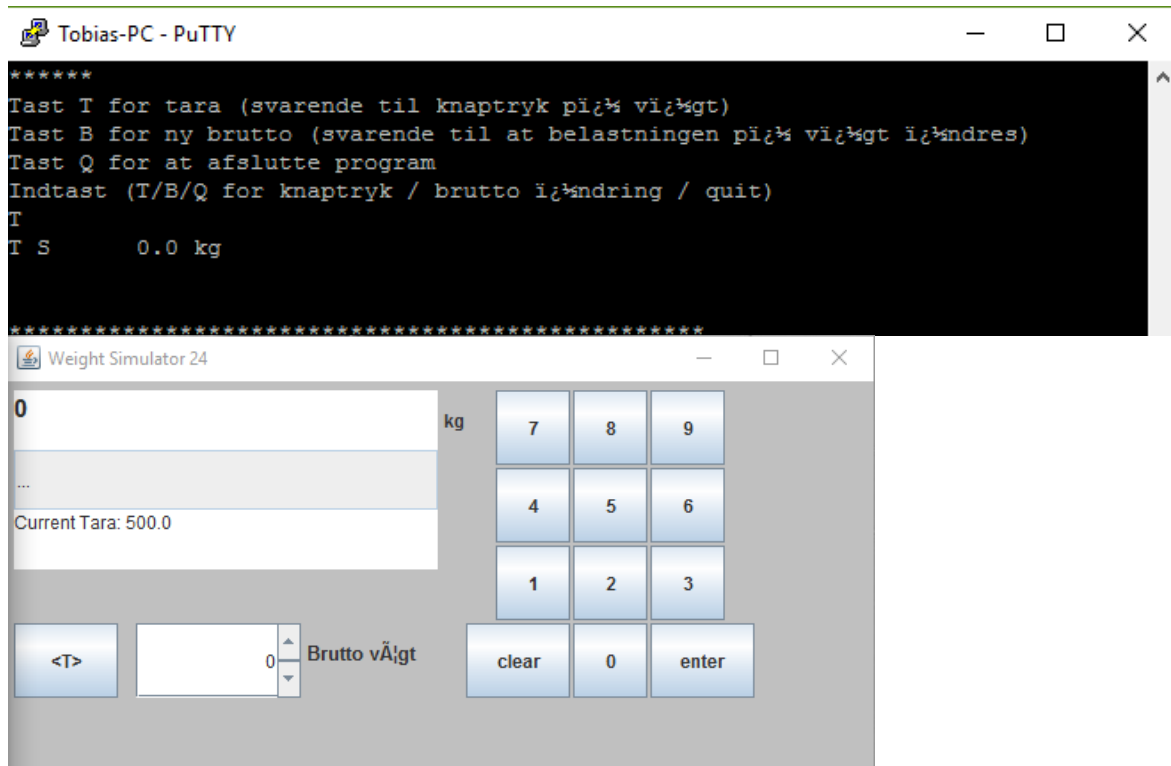 Tobias-PC - PuTTY
******
Tast T for tara (svarende til knaptryk pï¿½ vï¿½gt)
Tast B for ny brutto (svarende til at belastningen pï¿½ vï¿½gt ï¿½ndres)
Tast Q for at afslutte program
Indtast (T/B/Q for knaptryk / brutto ï¿½ndring / quit)
T
T S      0.0 kg
*************************************************
Weight Simulator 24
0
kg
7 8 9
...
4 5 6
Current Tara: 500.0
1 2 3
<T>
0
Brutto vÃ¦gt
clear 0 enter